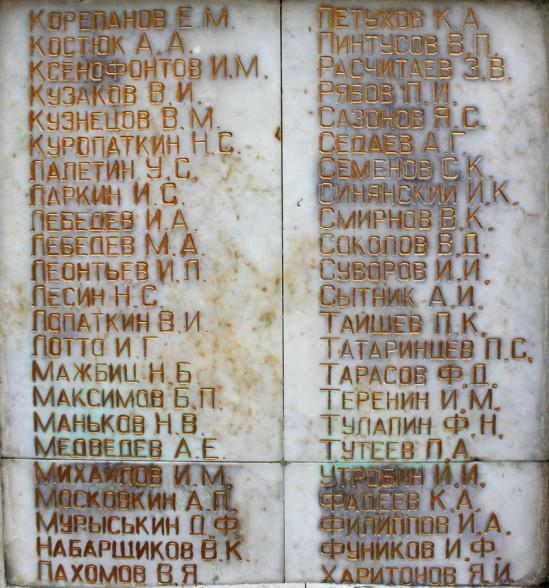 КОРЕПАНОВ Е.М.
КОСТЮК А.А.
КСЕНОФОНТОВ И.М.
КУЗАКОВ В.И.
КУЗНЕЦОВ В.М.
КУРОПАТКИН Н.С.
ЛАПЕТИН У.С.
ЛАРКИН И.С.
ЛЕБЕДЕВ И.А.
ЛЕБЕДЕВ М.А.
ЛЕОНТЬЕВ И.П.
ЛЕСИН Н.С.
ЛОПАТКИН В.И.
ЛОТТО И.Г
МАЖБИЦ Н.Б.
МАКСИМОВ Б.П.
МАНЬКОВ Н.В.
МЕДВЕДЕВ А.Е.
МИХАЙЛОВ И.М.
МОСКОВКИН А.П.
МУРЫСЬКИН Д.Ф.
НАБАРЩИКОВ В.К.
ПАХОМОВ В.Я.
ПЕТУХОВ К.А.
ПИНТУСОВ В.П.
РАСЧИТАЕВ З.В.
РЯБОВ П.И.
САЗОНОВ Я.С.
СЕДАЕВ А.Г
СЕМЕНОВ С.К.
СИНЯНСКИЙ И.К.
СМИРНОВ В.К.
СОКОЛОВ В.Д.
СУВОРОВ И.И.
СЫТНИК А.И.
ТАЙШЕВ П.К.
ТАТАРИНЦЕВ П.С.
ТАРАСОВ Ф.Д.
ТЕРЕНИН И.М.
ТУЛАПИН Ф.Н.
ТУТЕЕВ П.А.
УТРОБИН И.И.
ФАДЕЕВ К.А.
ФИЛИППОВ И.А.
ФУНИКОВ И.Ф.
ХАРИТОНОВ Я.И.